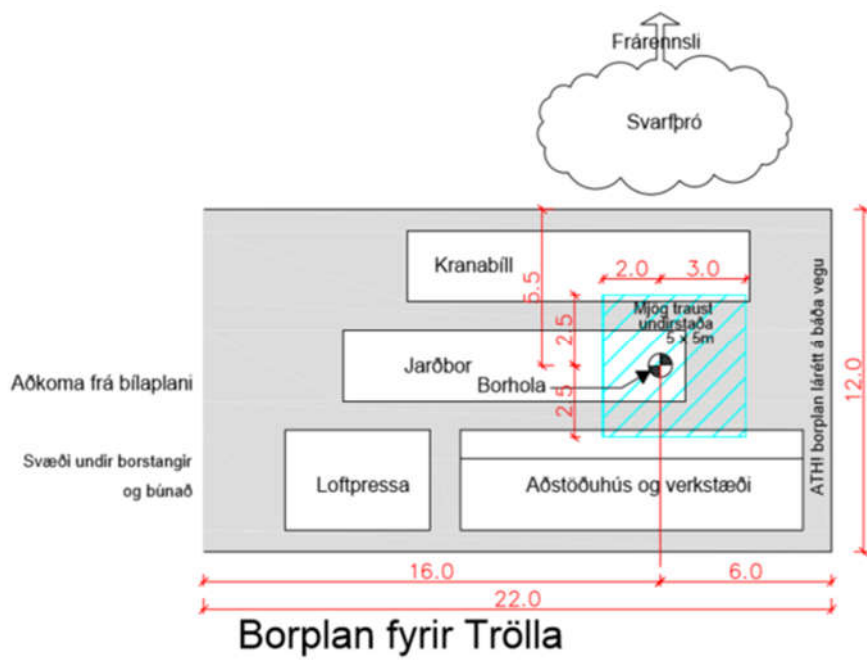 Frárennsli
Svarfþró
Kranabíll
2.0
3.0
5.5
Mjög traust
undirstaða
5 x 5m
2.5
Jarðbor
Borhola
2.5
ATH! borplan lárétt á báða vegu
12.0
Aðkoma frá bílaplani
Svæði undir borstangir
og búnað
Loftpressa
Aðstöðuhús og verkstæði
16.0
6.0
22.0
Borplan fyrir Trölla